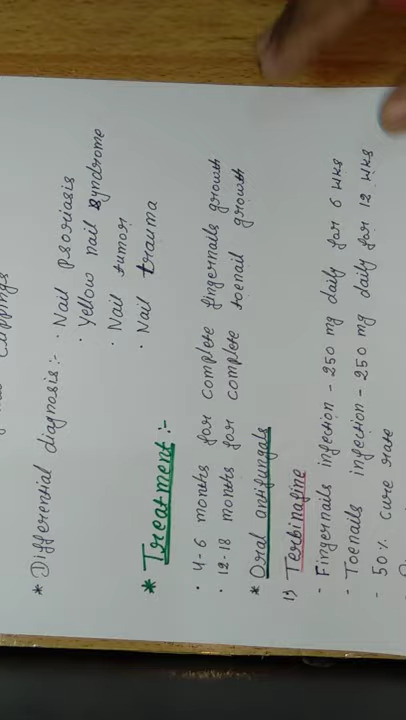 clippings
* Differential diagnosis :- · Nail psoriasis
· Yellow nail syndrome
· Nail tumor
· Nail trauma
* Treatment :-
· 4-6 months for complete fingernails growth
· 12-18 months for complete toenail growth
* Oral antifungals
1) Terbinafine
- Fingernails infection - 250 mg daily for 6 wks
- Toenails infection - 250 mg daily for 12 wks
- 50% cure rate